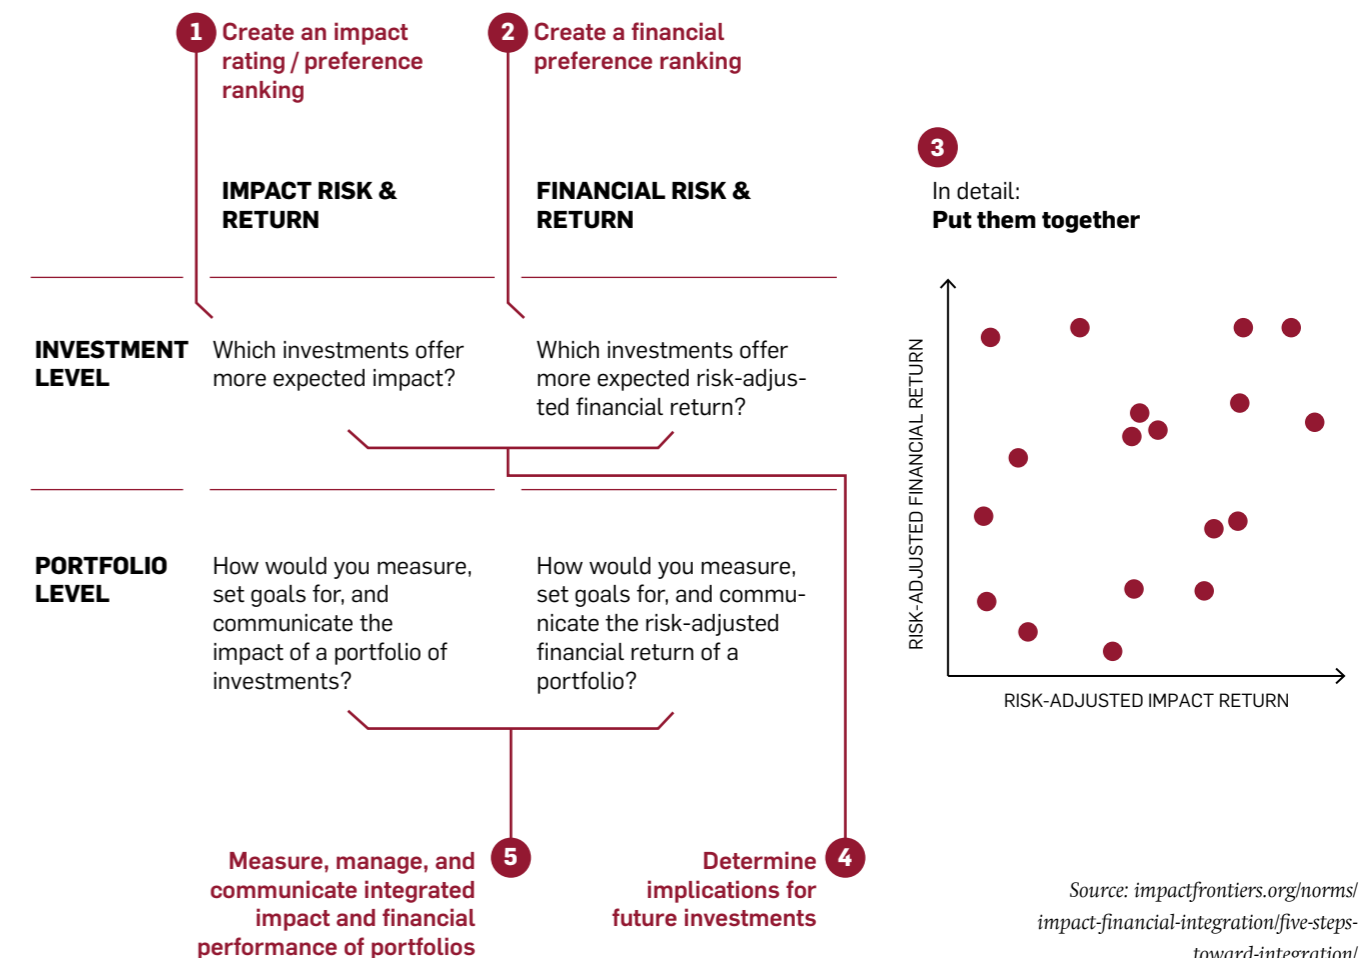 1 Create an impact
rating / preference
ranking
2 Create a financial
preference ranking
IMPACT RISK &
RETURN
FINANCIAL RISK &
RETURN
INVESTMENT
LEVEL
Which investments offer
more expected impact?
Which investments offer
more expected risk-adjus-
ted financial return?
PORTFOLIO
LEVEL
How would you measure,
set goals for, and
communicate the
impact of a portfolio of
investments?
How would you measure,
set goals for, and commu-
nicate the risk-adjusted
financial return of a
portfolio?
Measure, manage, and
communicate integrated
impact and financial
performance of portfolios
5
Determine
implications for
future investments
4
3
In detail:
Put them together
RISK-ADJUSTED FINANCIAL RETURN
RISK-ADJUSTED IMPACT RETURN
Source: impactfrontiers.org/norms/
impact-financial-integration/five-steps-
toward-integration/